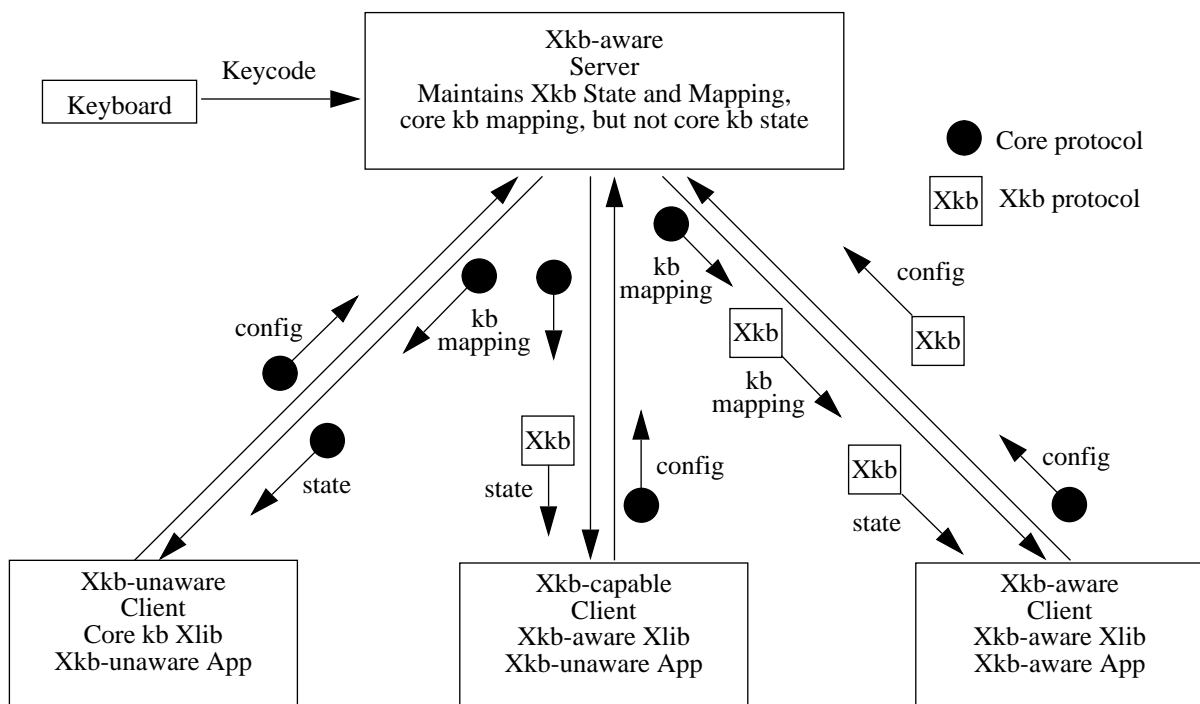 Xkb-aware
Server
Maintains Xkb State and Mapping,
core kb mapping, but not core kb state
Keycode
Keyboard
Core protocol
Xkb
Xkb protocol
config
kb
mapping
kb
mapping
config
Xkb
Xkb
kb
mapping
state
Xkb
state
config
Xkb
state
config
Xkb-unaware
Client
Core kb Xlib
Xkb-unaware App
Xkb-capable
Client
Xkb-aware Xlib
Xkb-unaware App
Xkb-aware
Client
Xkb-aware Xlib
Xkb-aware App